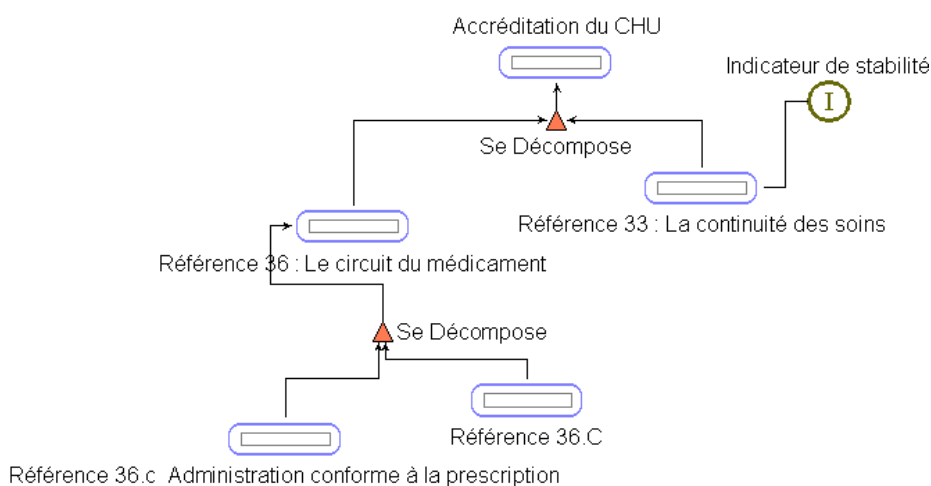 Accréditation du CHU
Indicateur de stabilité
I
Se Décompose
Référence 33 : La continuité des soins
Référence 36 : Le circuit du médicament
Se Décompose
Référence 36.C
Référence 36.c Administration conforme à la prescription